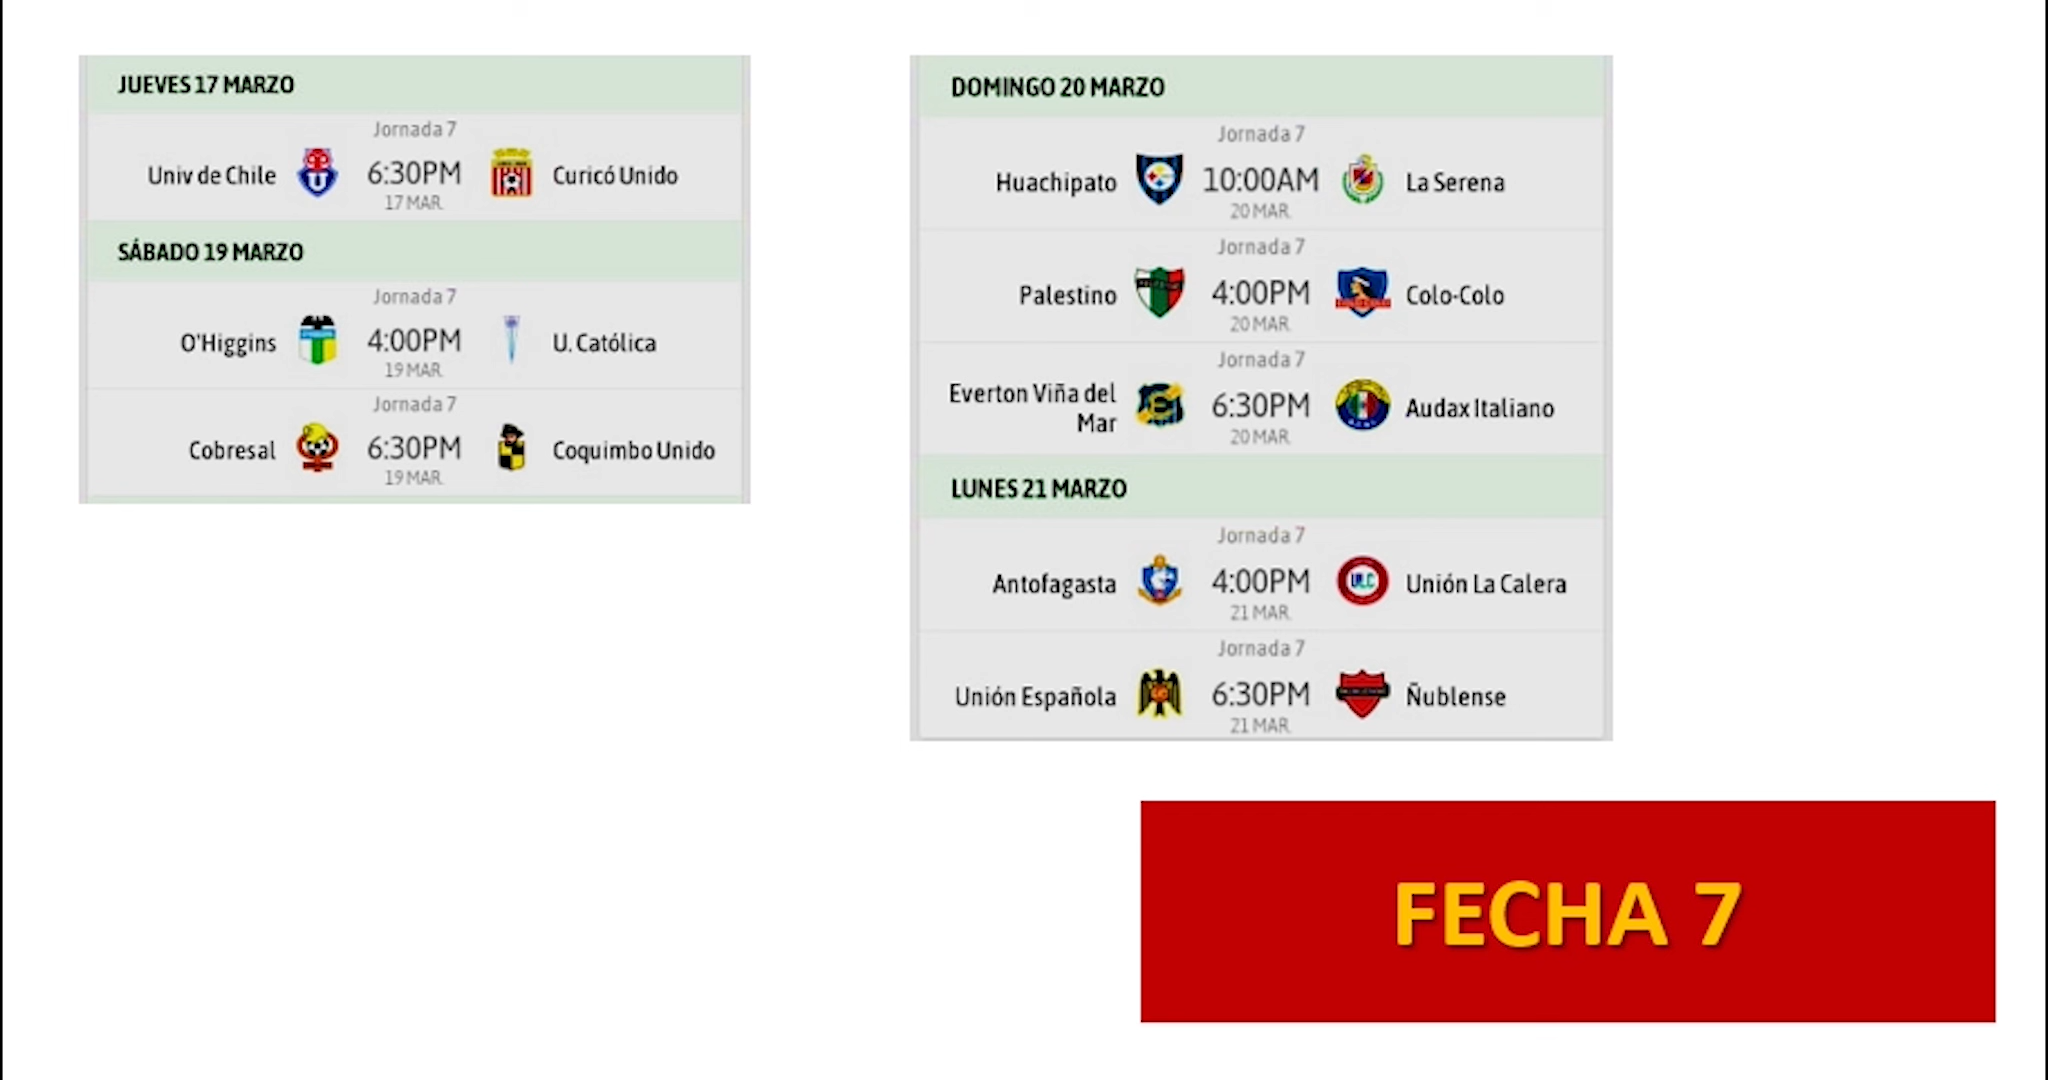 JUEVES 17 MARZO
Jornada 7
Univ de Chile 6:30PM Curicó Unido
17 MAR.
SÁBADO 19 MARZO
Jornada 7
O'Higgins 4:00PM U. Católica
19 MAR.
Jornada 7
Cobresal 6:30PM Coquimbo Unido
19 MAR.
DOMINGO 20 MARZO
Jornada 7
Huachipato 10:00AM La Serena
20 MAR.
Jornada 7
Palestino 4:00PM Colo-Colo
20 MAR.
Jornada 7
Everton Viña del
Mar 6:30PM Audax Italiano
20 MAR.
LUNES 21 MARZO
Jornada 7
Antofagasta 4:00PM Unión La Calera
21 MAR.
Jornada 7
Unión Española 6:30PM Ñublense
21 MAR.
FECHA 7